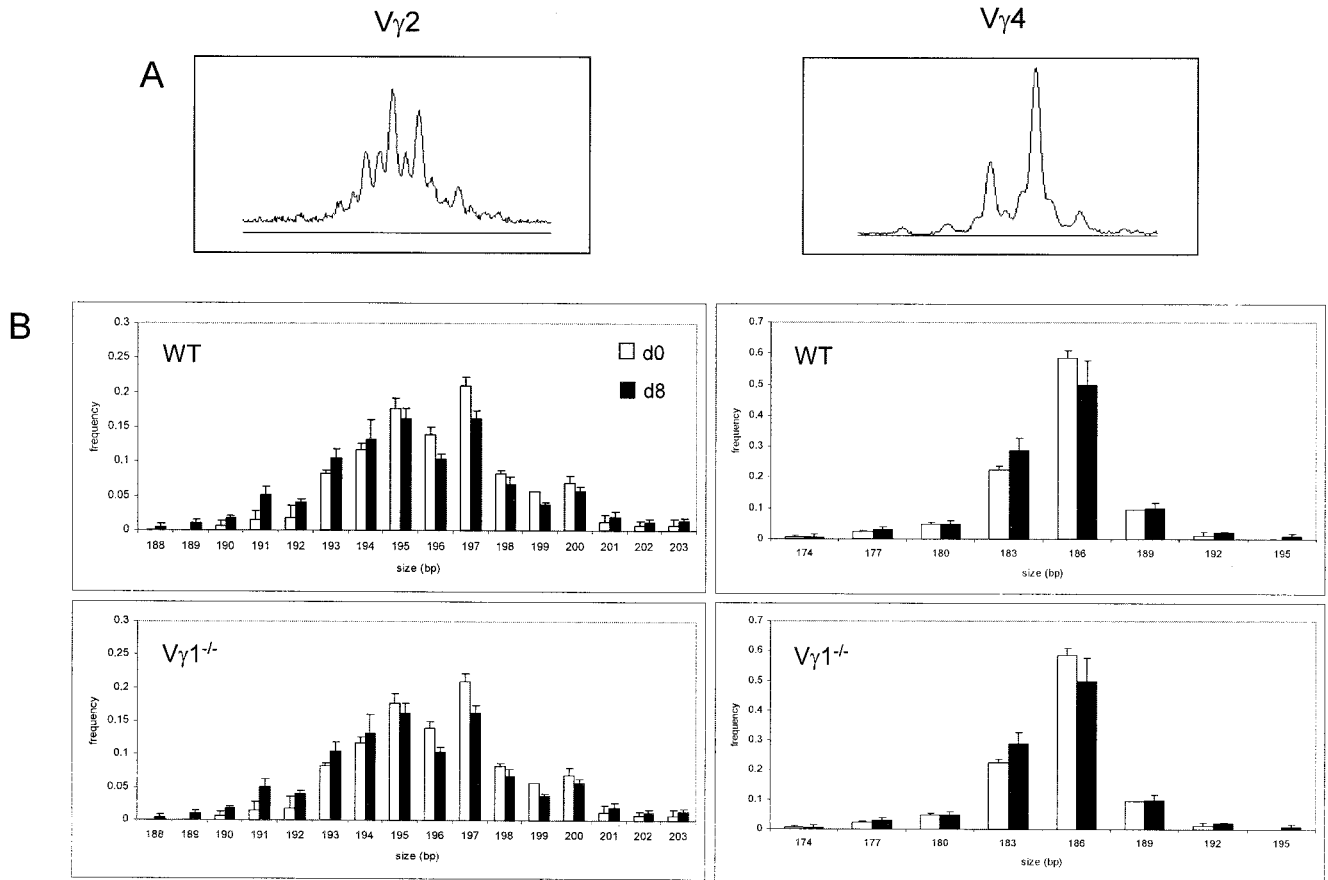 Vγ2
Vγ4
A
B
WT
d0
d8
frequency
0.3
0.25
0.2
0.15
0.1
0.05
0
188 189 190 191 192 193 194 195 196 197 198 199 200 201 202 203
size (bp)
WT
frequency
0.7
0.6
0.5
0.4
0.3
0.2
0.1
0
174 177 180 183 186 189 192 195
size (bp)
Vγ1-/-
frequency
0.3
0.25
0.2
0.15
0.1
0.05
0
188 189 190 191 192 193 194 195 196 197 198 199 200 201 202 203
size (bp)
Vγ1-/-
frequency
0.7
0.6
0.5
0.4
0.3
0.2
0.1
0
174 177 180 183 186 189 192 195
size (bp)